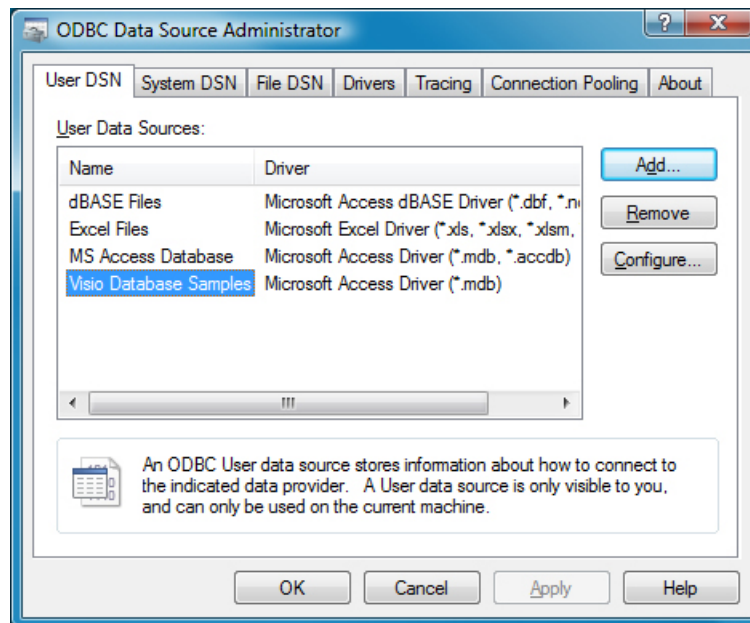 ODBC Data Source Administrator
User DSN System DSN File DSN Drivers Tracing Connection Pooling About
User Data Sources:
Name Driver
Add...
dBASE Files Microsoft Access dBASE Driver (*.dbf, *.n
Excel Files Microsoft Excel Driver (*.xls, *.xlsx, *.xlsm,
Remove
MS Access Database Microsoft Access Driver (*.mdb, *.accdb)
Configure...
Visio Database Samples Microsoft Access Driver (*.mdb)
An ODBC User data source stores information about how to connect to
the indicated data provider. A User data source is only visible to you,
and can only be used on the current machine.
OK Cancel Apply Help